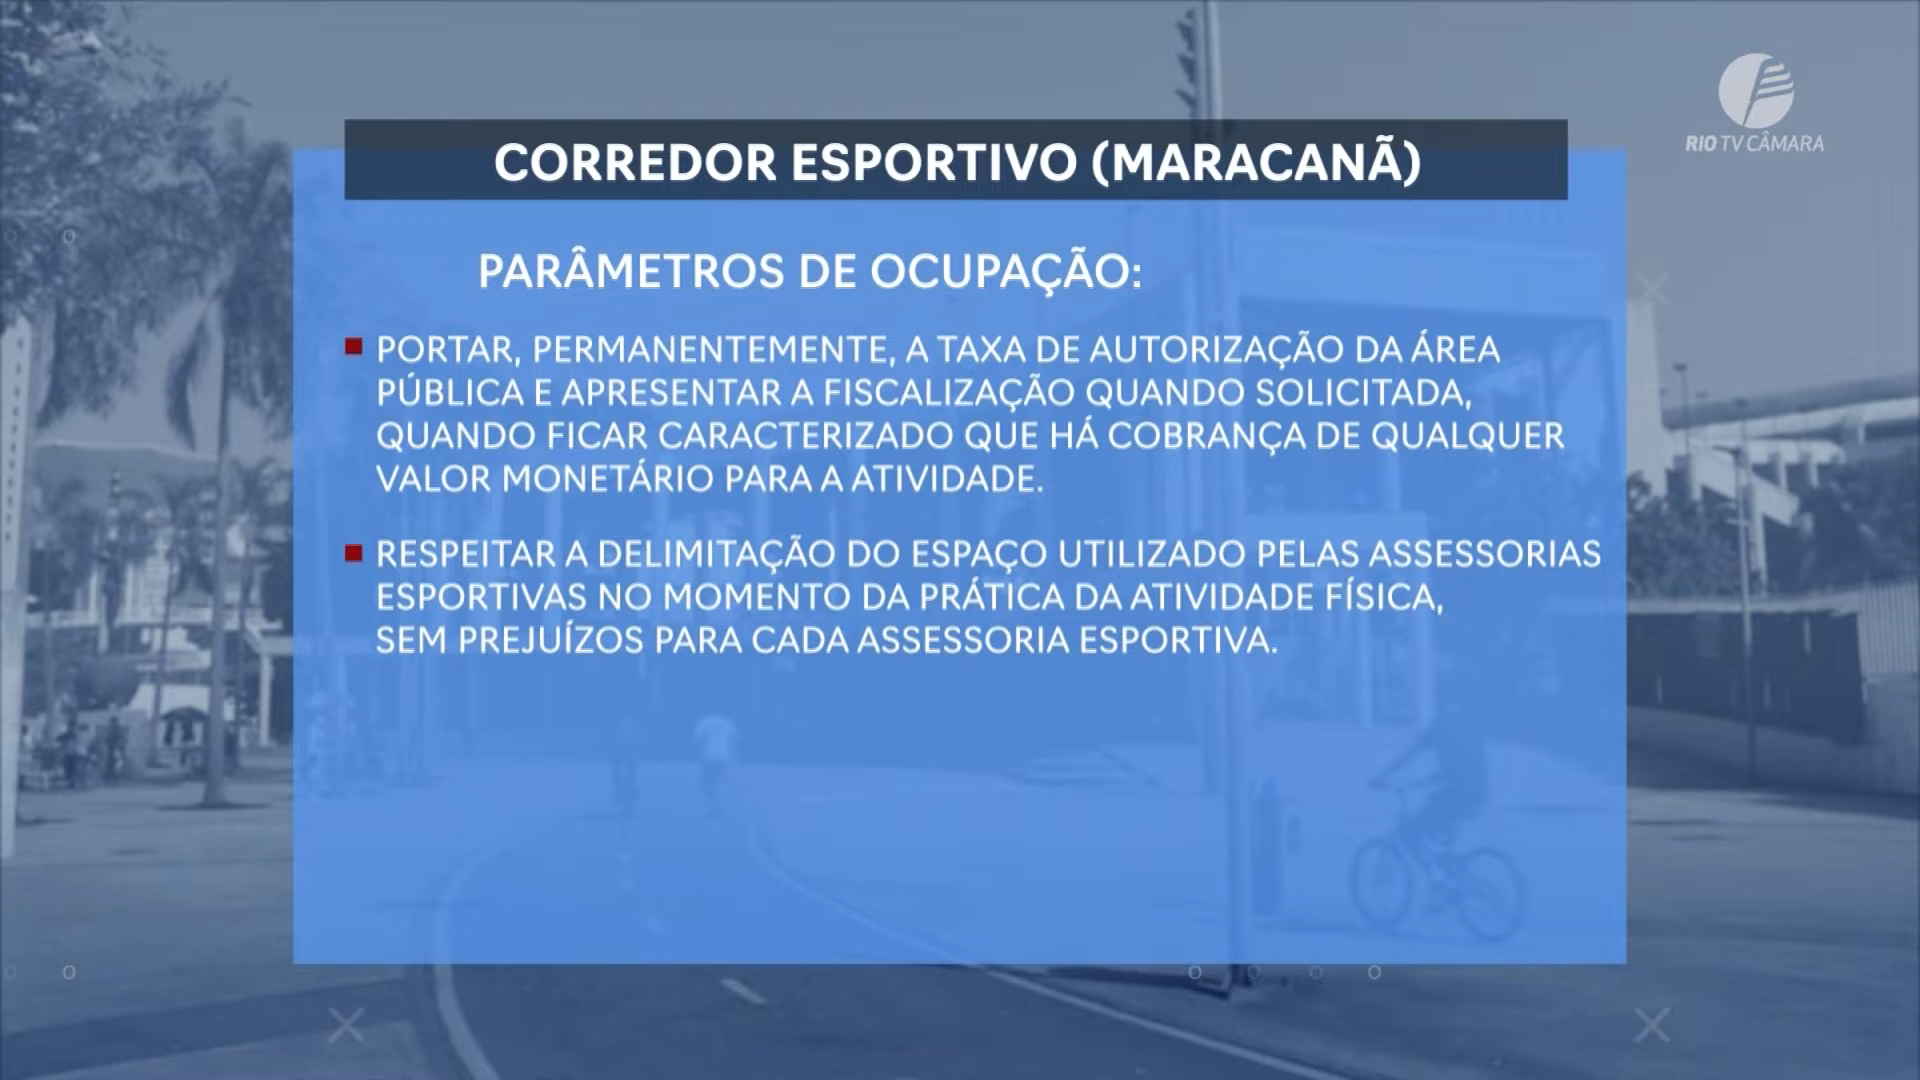 RIO TV CÂMARA
CORREDOR ESPORTIVO (MARACANÃ)
PARÂMETROS DE OCUPAÇÃO:
PORTAR, PERMANENTEMENTE, A TAXA DE AUTORIZAÇÃO DA ÁREA
PÚBLICA E APRESENTAR A FISCALIZAÇÃO QUANDO SOLICITADA,
QUANDO FICAR CARACTERIZADO QUE HÁ COBRANÇA DE QUALQUER
VALOR MONETÁRIO PARA A ATIVIDADE.
RESPEITAR A DELIMITAÇÃO DO ESPAÇO UTILIZADO PELAS ASSESSORIAS
ESPORTIVAS NO MOMENTO DA PRÁTICA DA ATIVIDADE FÍSICA,
SEM PREJUÍZOS PARA CADA ASSESSORIA ESPORTIVA.